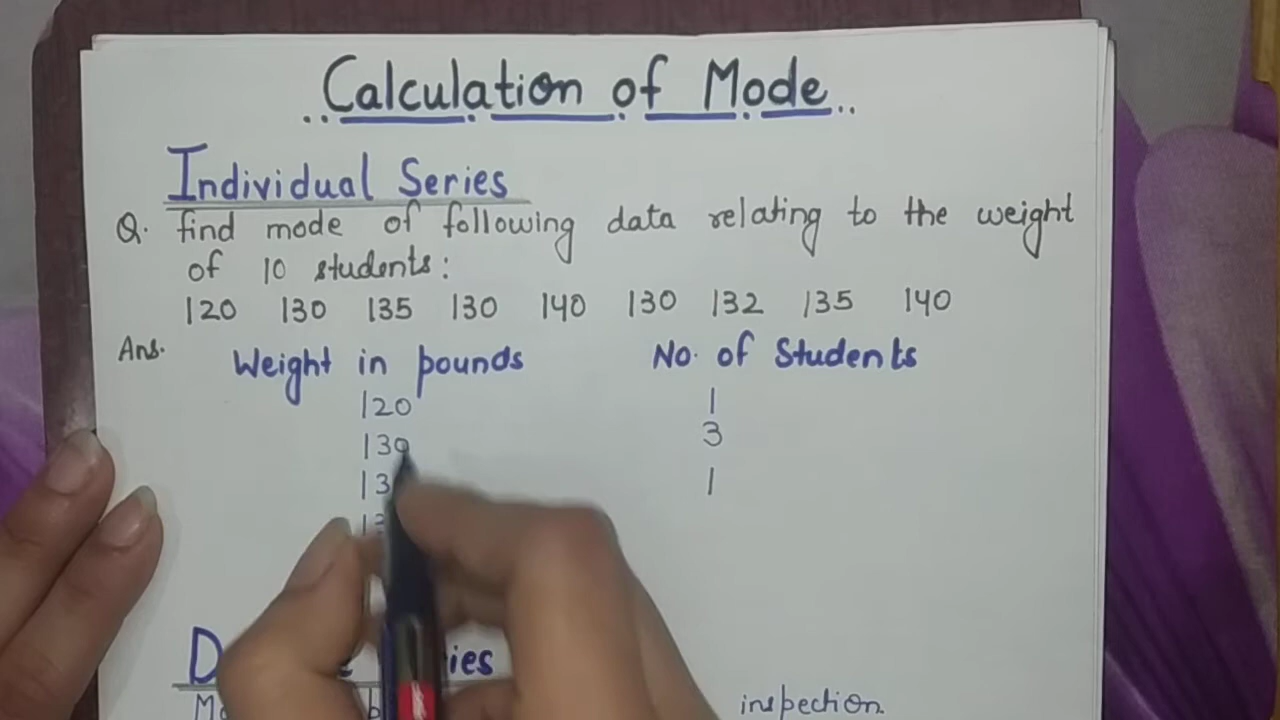 Calculation of Mode
Individual Series
Q. find mode of following data relating to the weight
of 10 students:
120 130 135 130 140 130 132 135 140
Ans.
Weight in pounds No. of Students
120 1
130 3
1
inspection.